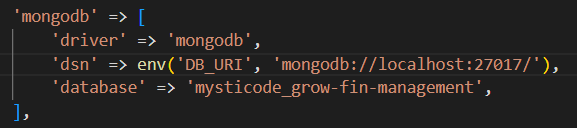 'mongodb' => [
'driver' => 'mongodb',
'dsn' => env('DB_URI', 'mongodb://localhost:27017/'),
'database' => 'mysticode_grow-fin-management',
],